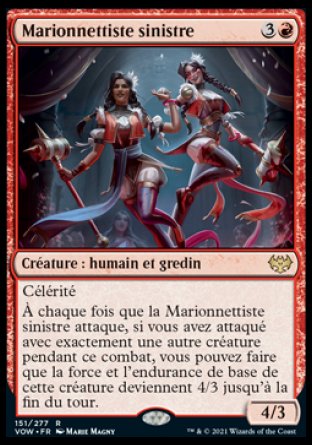 Marionnettiste sinistre 3
Créature : humain et gredin
Célérité
À chaque fois que la Marionnettiste
sinistre attaque, si vous avez attaqué
avec exactement une autre créature
pendant ce combat, vous pouvez faire
que la force et l'endurance de base de
cette créature deviennent 4/3 jusqu'à la
fin du tour.
151/277 R
VOW • FR Marie Magny
™ & © 2021 Wizards of the Coast
4/3